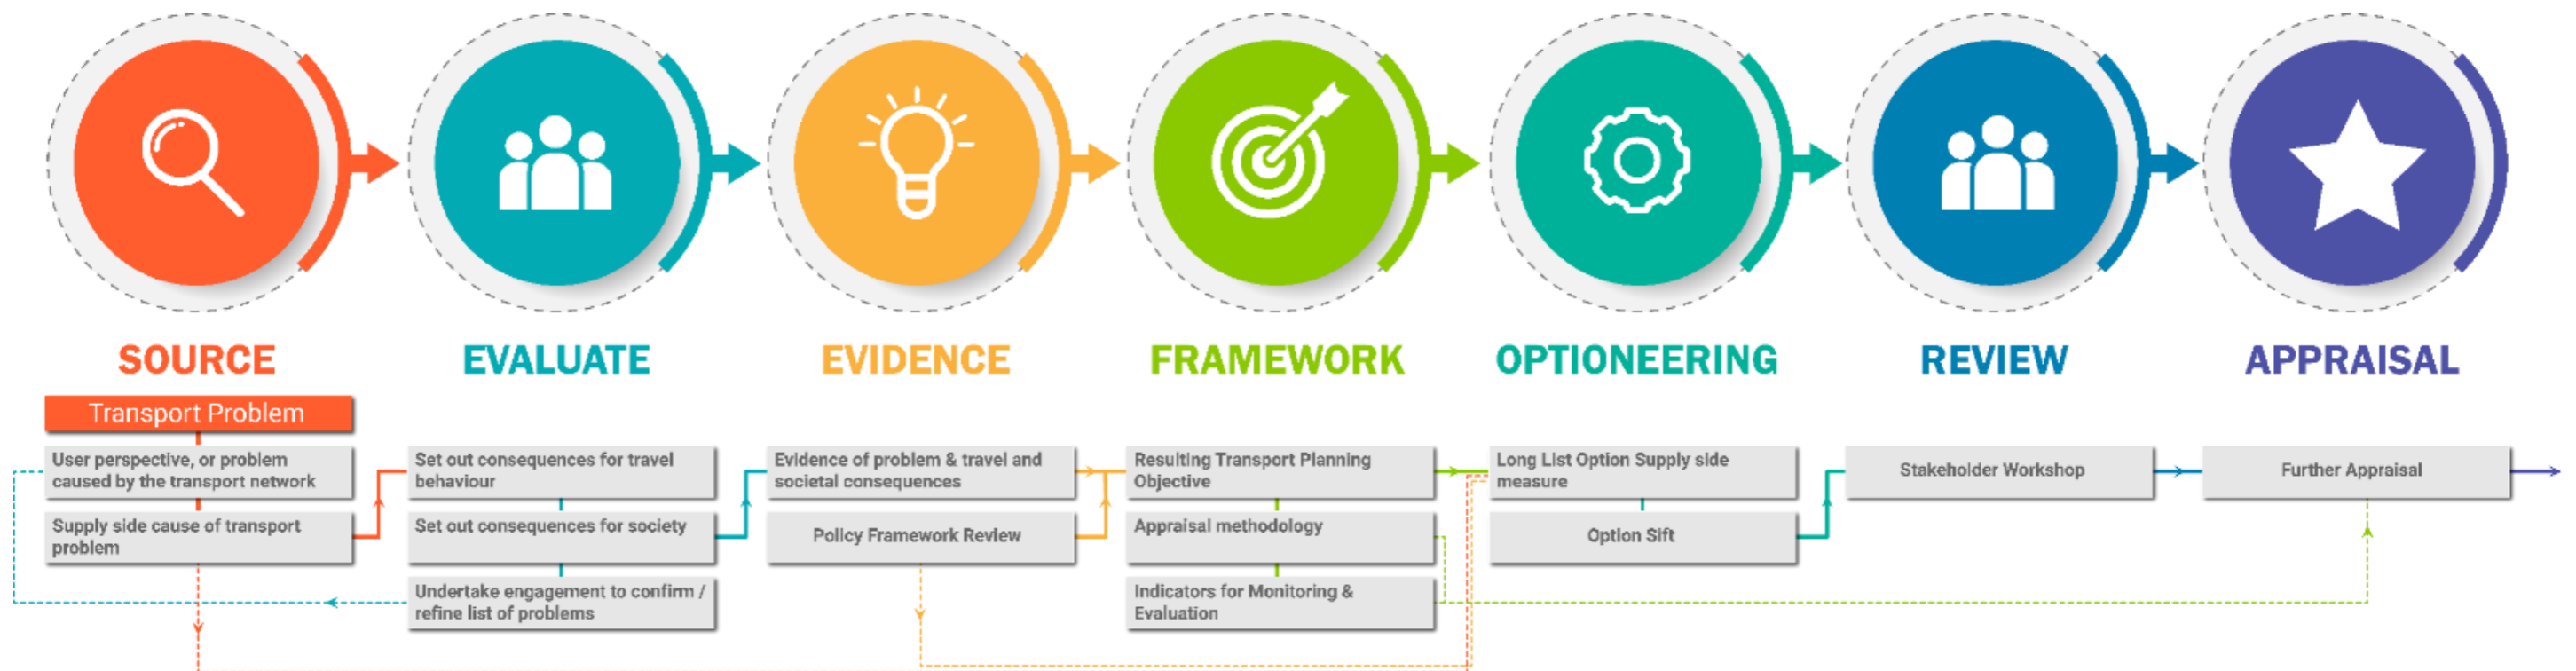 SOURCE
EVALUATE
EVIDENCE
FRAMEWORK
OPTIONEERING
REVIEW
APPRAISAL
Transport Problem
User perspective, or problem
caused by the transport network
Supply side cause of transport
problem
Set out consequences for travel
behaviour
Set out consequences for society
Undertake engagement to confirm /
refine list of problems
Evidence of problem & travel and
societal consequences
Policy Framework Review
Resulting Transport Planning
Objective
Appraisal methodology
Indicators for Monitoring &
Evaluation
Long List Option Supply side
measure
Option Sift
Stakeholder Workshop
Further Appraisal